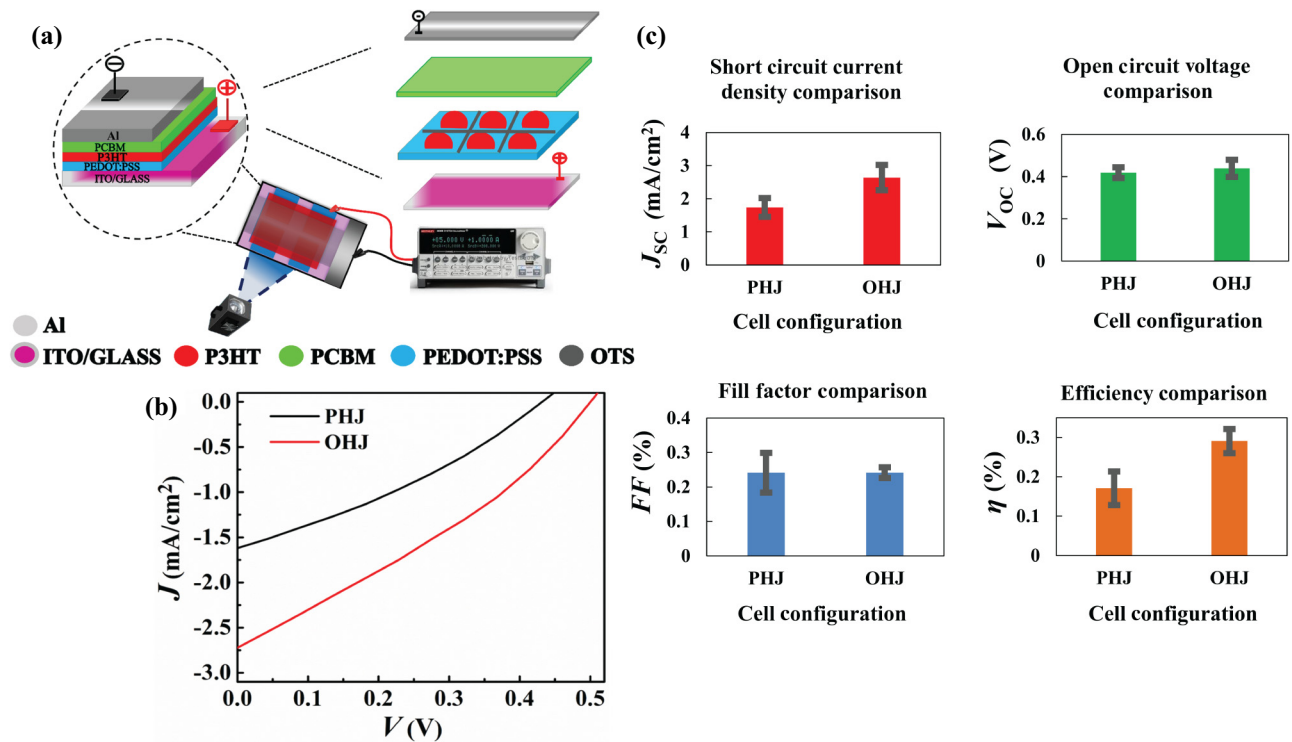 (a)
Al
PCBM
P3HT
PEDOT:PSS
ITO/GLASS
Al
ITO/GLASS P3HT PCBM PEDOT:PSS OTS
(b)
PHJ
OHJ
J (mA/cm²)
0.0
-0.5
-1.0
-1.5
-2.0
-2.5
-3.0
0.0 0.1 0.2 0.3 0.4 0.5
V (V)
(c)
Short circuit current
density comparison
JSC (mA/cm²)
4
3
2
1
0
PHJ OHJ
Cell configuration
Open circuit voltage
comparison
VOC (V)
0.6
0.4
0.2
0
PHJ OHJ
Cell configuration
Fill factor comparison
FF (%)
0.4
0.3
0.2
0.1
0
PHJ OHJ
Cell configuration
Efficiency comparison
η (%)
0.3
0.2
0.1
0
PHJ OHJ
Cell configuration